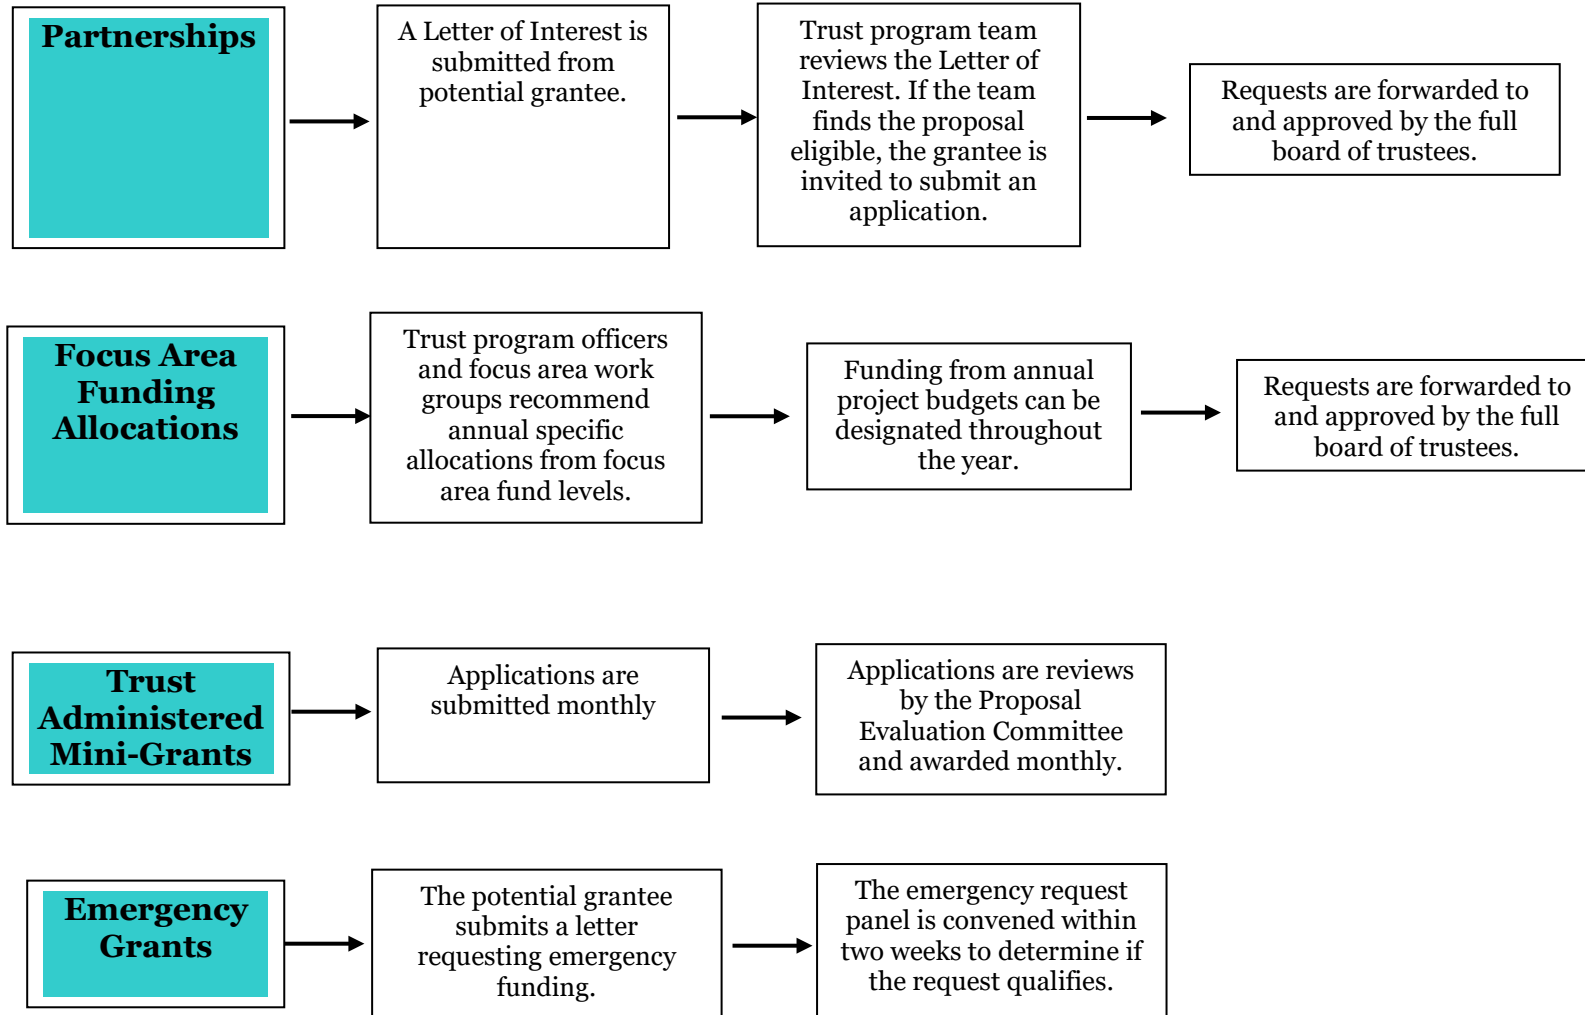 Partnerships
A Letter of Interest is
submitted from
potential grantee.
Trust program team
reviews the Letter of
Interest. If the team
finds the proposal
eligible, the grantee is
invited to submit an
application.
Requests are forwarded to
and approved by the full
board of trustees.
Focus Area
Funding
Allocations
Trust program officers
and focus area work
groups recommend
annual specific
allocations from focus
area fund levels.
Funding from annual
project budgets can be
designated throughout
the year.
Requests are forwarded to
and approved by the full
board of trustees.
Trust
Administered
Mini-Grants
Applications are
submitted monthly
Applications are reviews
by the Proposal
Evaluation Committee
and awarded monthly.
Emergency
Grants
The potential grantee
submits a letter
requesting emergency
funding.
The emergency request
panel is convened within
two weeks to determine if
the request qualifies.